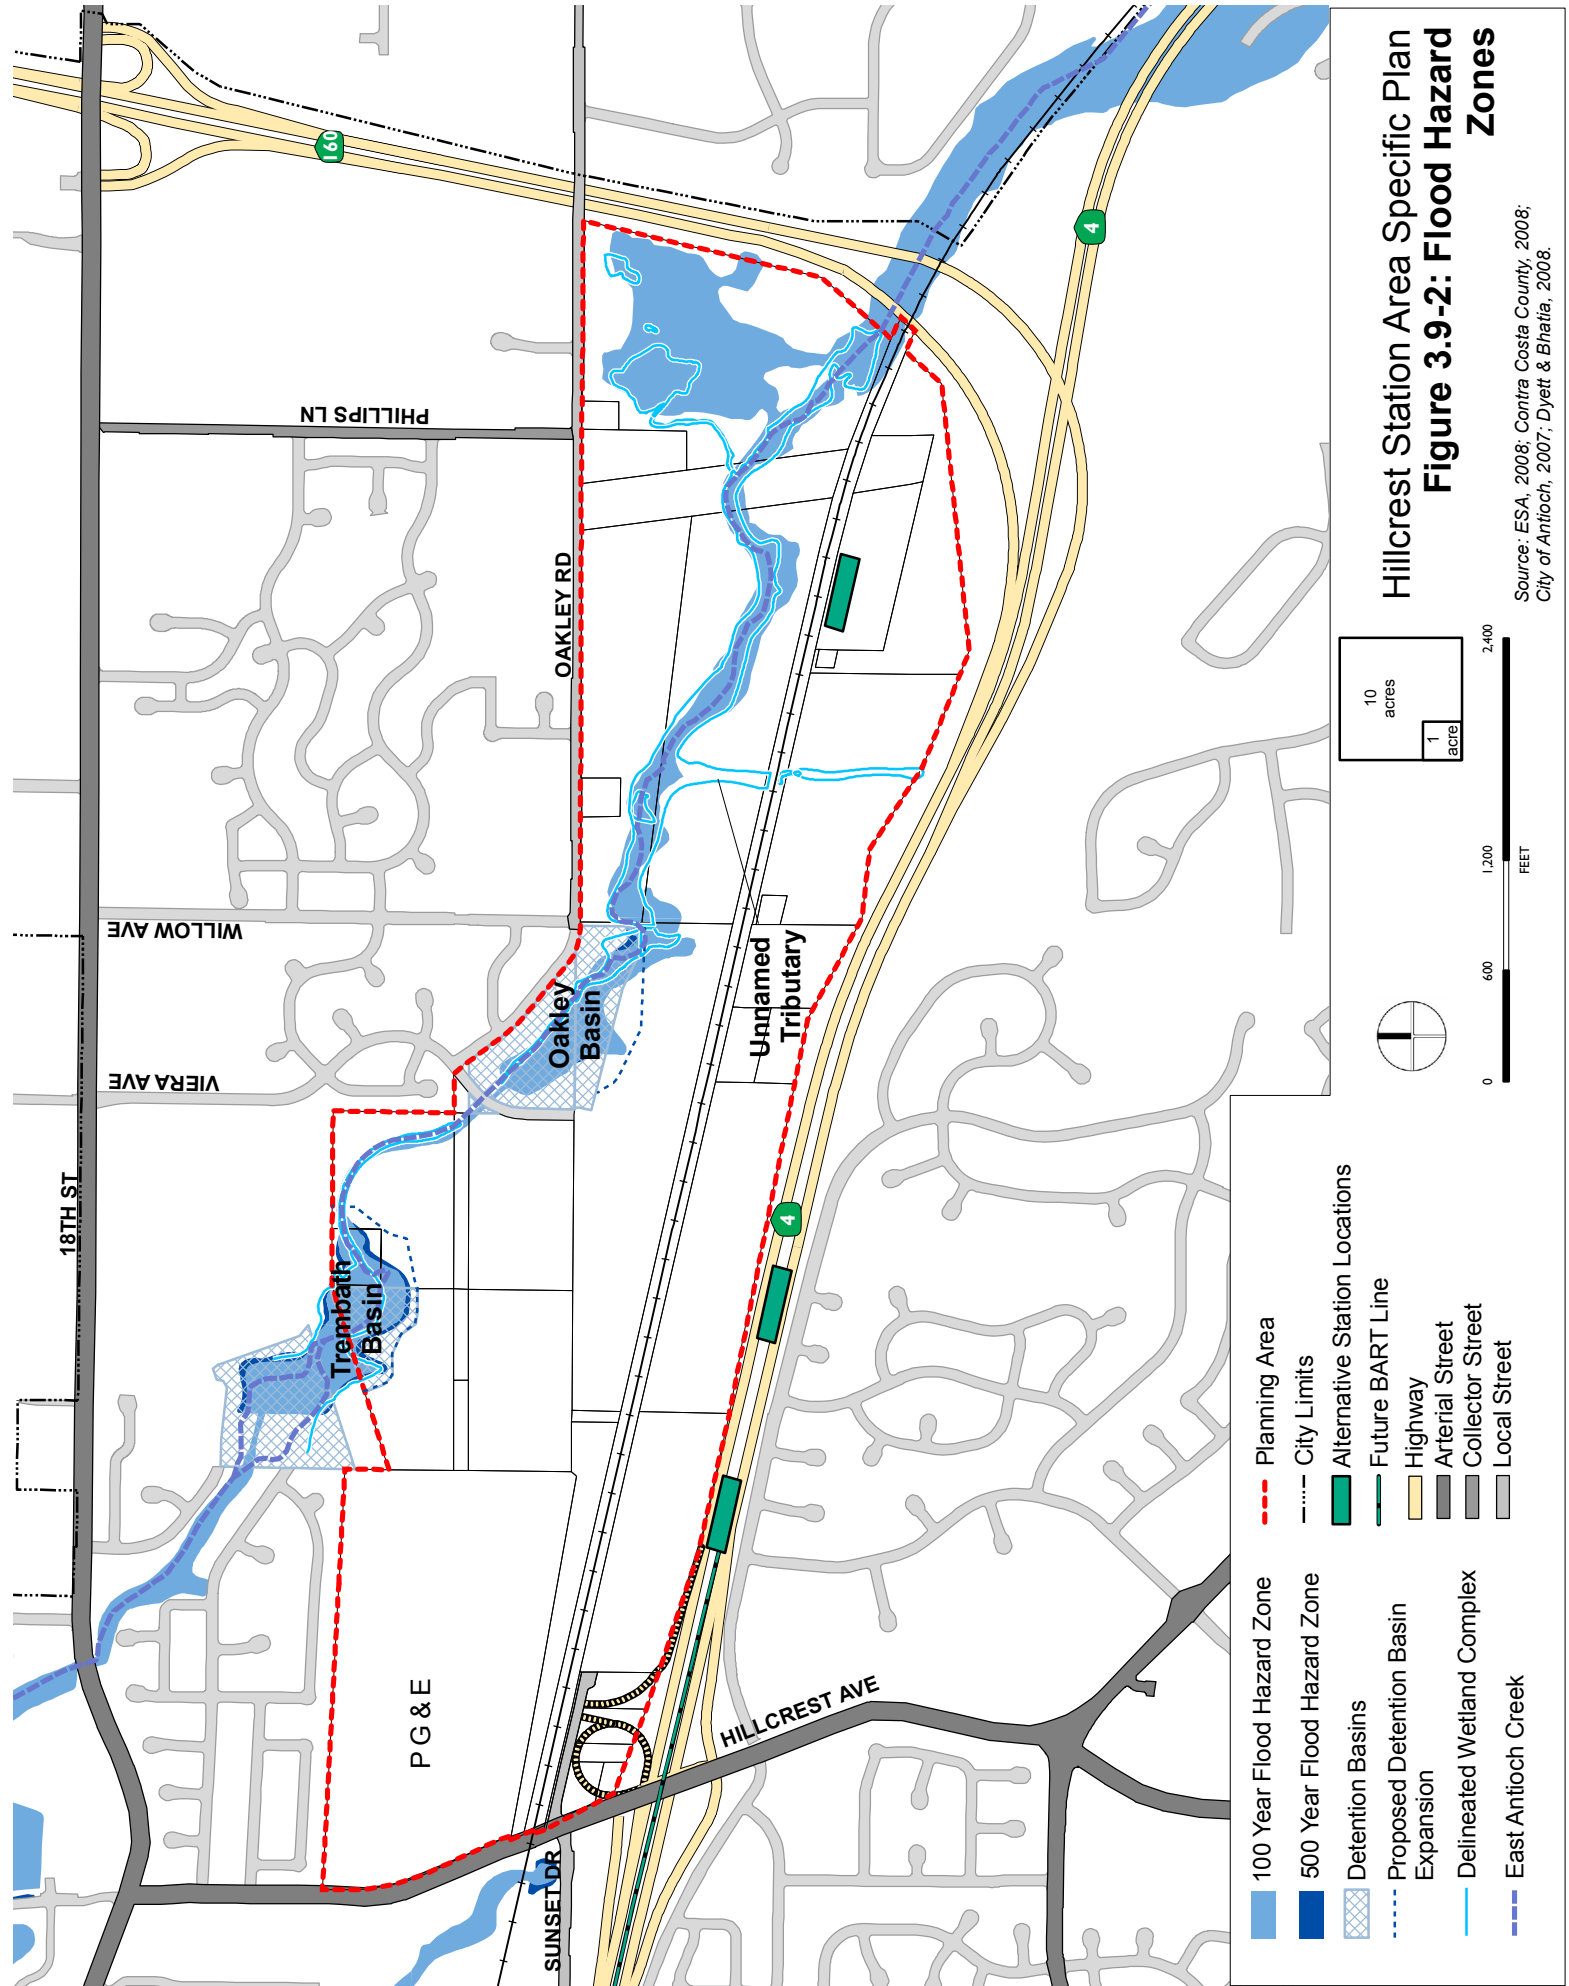 Hillcrest Station Area Specific Plan
Figure 3.9-2: Flood Hazard
Zones
Source: ESA, 2008; Contra Costa County, 2008;
City of Antioch, 2007; Dyett & Bhatia, 2008.
18TH ST
VIERA AVE
WILLOW AVE
PHILLIPS LN
OAKLEY RD
160
4
4
Trembath
Basin
Oakley
Basin
Unnamed
Tributary
PG&E
SUNSET DR
HILLCREST AVE
100 Year Flood Hazard Zone
500 Year Flood Hazard Zone
Detention Basins
Proposed Detention Basin
Expansion
Delineated Wetland Complex
East Antioch Creek
Planning Area
City Limits
Alternative Station Locations
Future BART Line
Highway
Arterial Street
Collector Street
Local Street
0 600 1,200 2,400
FEET
10
acres
1
acre